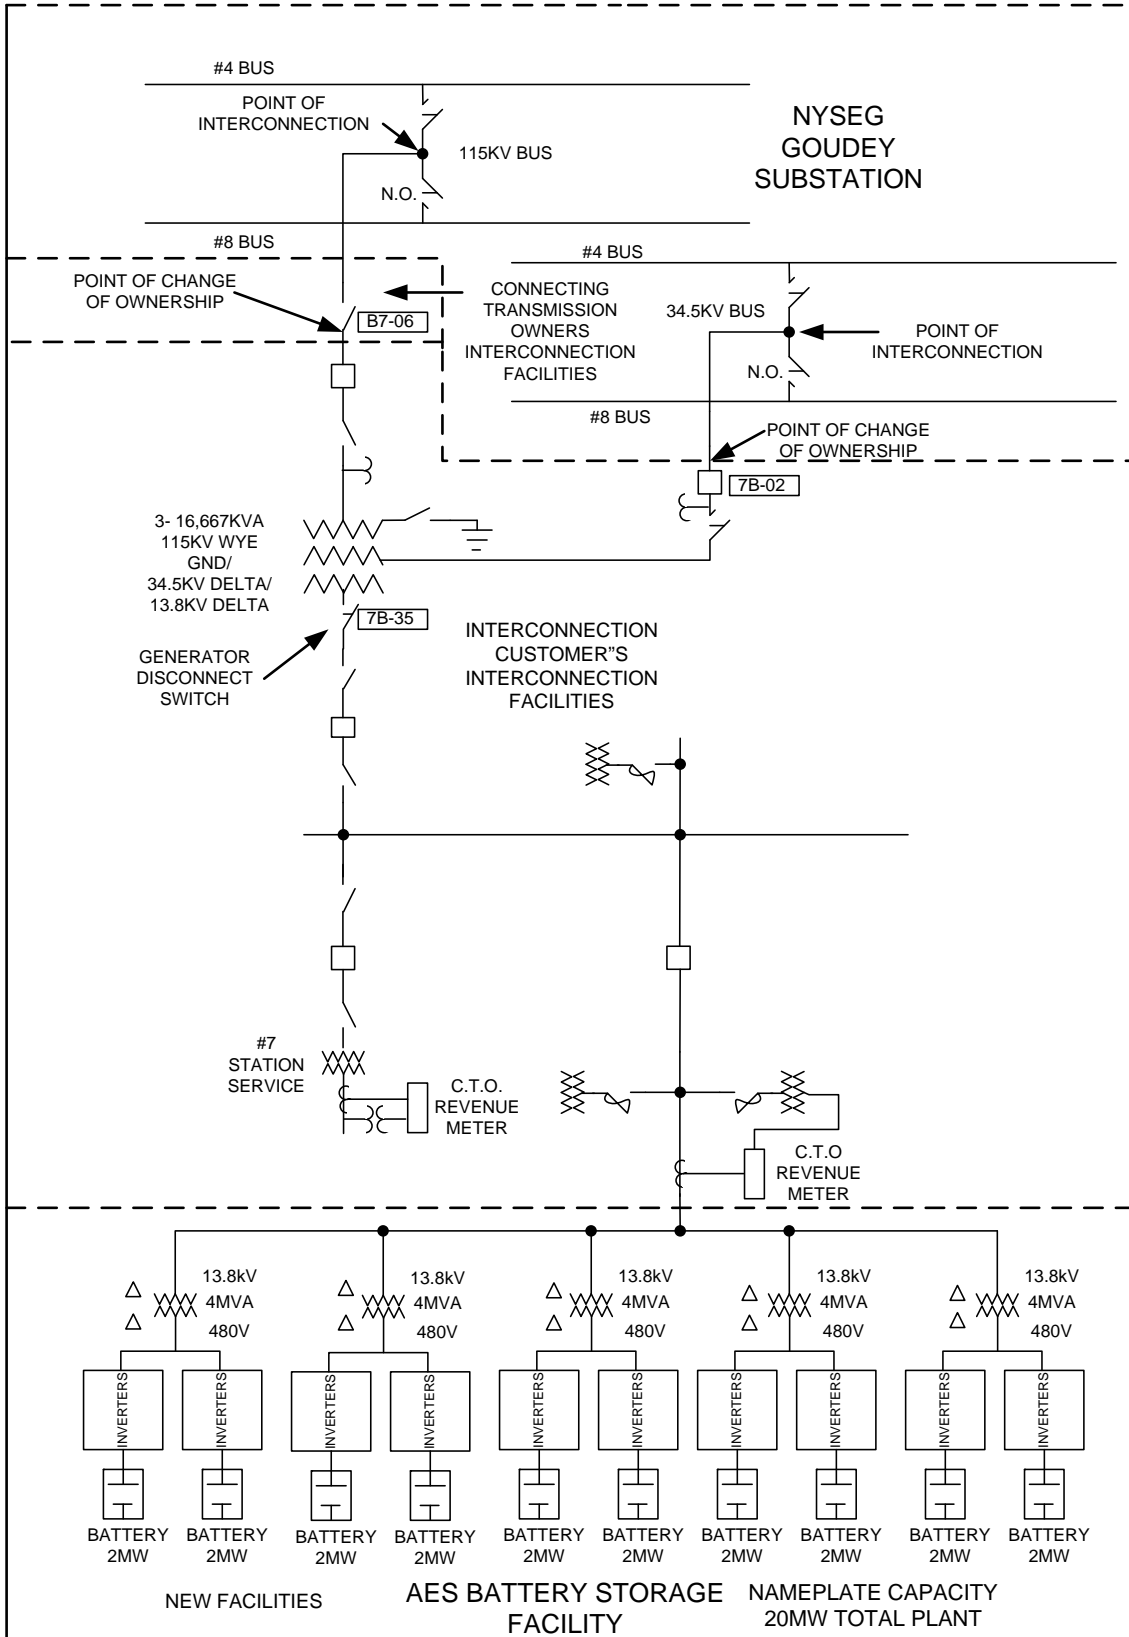 #4 BUS
POINT OF
INTERCONNECTION
115KV BUS
N.O.
#8 BUS
NYSEG
GOUDEY
SUBSTATION
POINT OF CHANGE
OF OWNERSHIP
B7-06
CONNECTING
TRANSMISSION
OWNERS
INTERCONNECTION
FACILITIES
#4 BUS
34.5KV BUS
POINT OF
INTERCONNECTION
N.O.
#8 BUS
POINT OF CHANGE
OF OWNERSHIP
7B-02
3- 16,667KVA
115KV WYE
GND/
34.5KV DELTA/
13.8KV DELTA
7B-35
GENERATOR
DISCONNECT
SWITCH
INTERCONNECTION
CUSTOMER"S
INTERCONNECTION
FACILITIES
#7
STATION
SERVICE
C.T.O.
REVENUE
METER
C.T.O
REVENUE
METER
13.8kV
4MVA
480V
13.8kV
4MVA
480V
13.8kV
4MVA
480V
13.8kV
4MVA
480V
13.8kV
4MVA
480V
INVERTERS
INVERTERS
INVERTERS
INVERTERS
INVERTERS
INVERTERS
INVERTERS
INVERTERS
INVERTERS
INVERTERS
BATTERY
2MW
BATTERY
2MW
BATTERY
2MW
BATTERY
2MW
BATTERY
2MW
BATTERY
2MW
BATTERY
2MW
BATTERY
2MW
BATTERY
2MW
BATTERY
2MW
NEW FACILITIES
AES BATTERY STORAGE
FACILITY
NAMEPLATE CAPACITY
20MW TOTAL PLANT